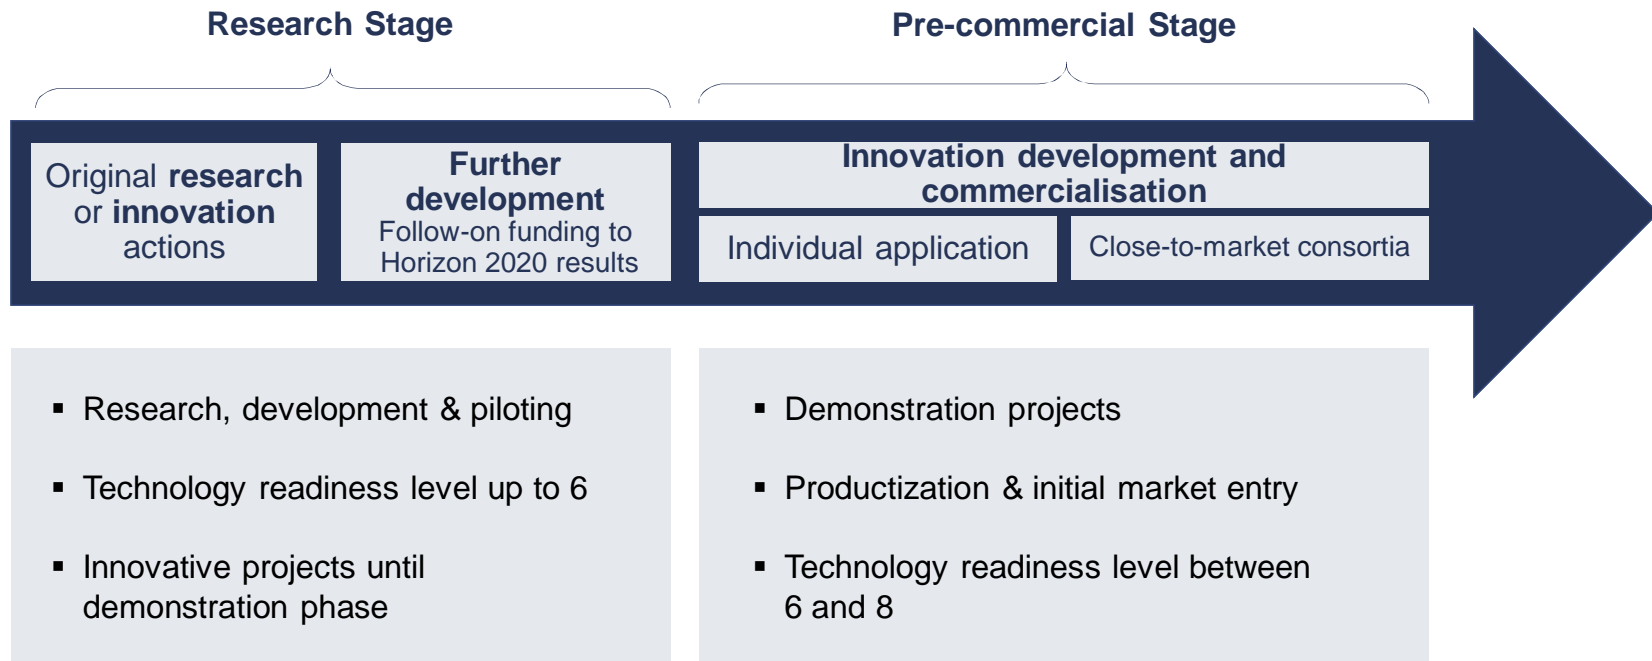 Research Stage
Pre-commercial Stage
Original research
or innovation
actions
Further
development
Follow-on funding to
Horizon 2020 results
Innovation development and
commercialisation
Individual application
Close-to-market consortia
▪ Research, development & piloting
▪ Technology readiness level up to 6
▪ Innovative projects until
demonstration phase
▪ Demonstration projects
▪ Productization & initial market entry
▪ Technology readiness level between
6 and 8